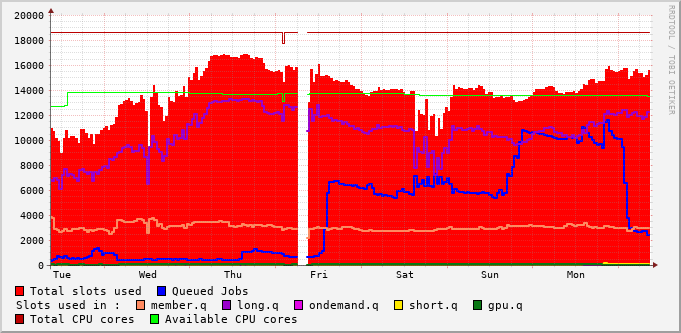 20000
18000
16000
14000
12000
10000
8000
6000
4000
2000
0
Tue Wed Thu Fri Sat Sun Mon
RRDTOOL / TOBI OETIKER
Total slots used Queued Jobs
Slots used in : member.q long.q ondemand.q short.q gpu.q
Total CPU cores Available CPU cores